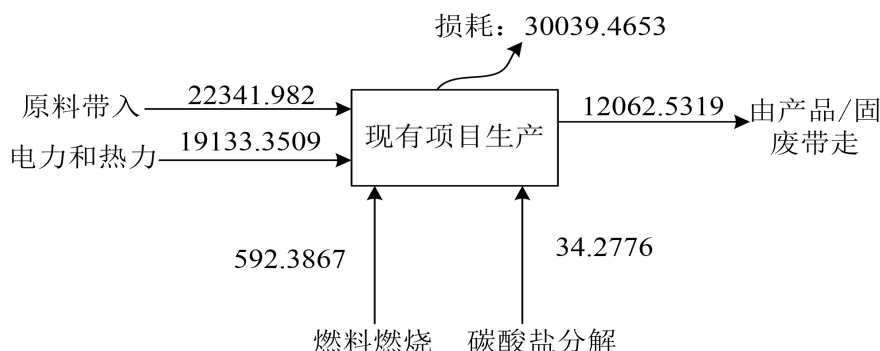 损耗：30039.4653
原料带入
22341.982
电力和热力
19133.3509
现有项目生产
12062.5319
由产品/固
废带走
592.3867
34.2776
燃料燃烧
碳酸盐分解